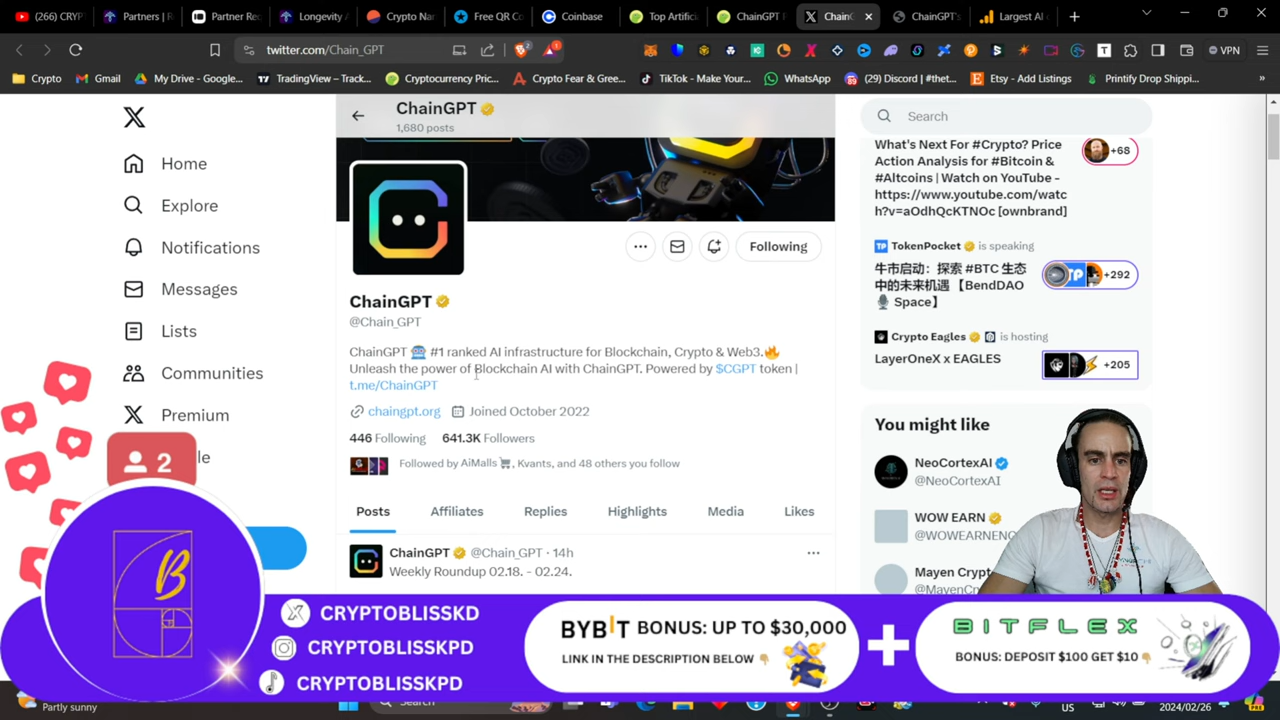 (266) CRYP
Partners | R
Partner Rec
Longevity A
Crypto Nar
Free QR Co
Coinbase
Top Artific
ChainGPT P
ChainG
ChainGPT's
Largest AI c
twitter.com/Chain_GPT
VPN
Crypto
Gmail
My Drive - Google...
TradingView – Track...
Cryptocurrency Pric...
Crypto Fear & Gree...
TikTok - Make Your...
WhatsApp
(29) Discord | #thet...
Etsy - Add Listings
Printify Drop Shippi...
Home
Explore
Notifications
Messages
Lists
Communities
Premium
le
2
ChainGPT
1,680 posts
Following
ChainGPT
@Chain_GPT
ChainGPT 🤖 #1 ranked AI infrastructure for Blockchain, Crypto & Web3.🔥
Unleash the power of Blockchain AI with ChainGPT. Powered by $CGPT token |
t.me/ChainGPT
chaingpt.org Joined October 2022
446 Following 641.3K Followers
Followed by AiMalls🛒, Kvants, and 48 others you follow
Posts Affiliates Replies Highlights Media Likes
ChainGPT @Chain_GPT · 14h
Weekly Roundup 02.18. - 02.24.
Search
What's Next For #Crypto? Price
Action Analysis for #Bitcoin &
#Altcoins | Watch on YouTube -
https://www.youtube.com/watc
h?v=aOdhQcKTNOc [ownbrand]
+68
TokenPocket is speaking
牛市启动：探索 #BTC 生态
中的未来机遇 【BendDAO
🎙️ Space】
+292
Crypto Eagles is hosting
LayerOneX x EAGLES
+205
You might like
NeoCortexAI
@NeoCortexAI
WOW EARN
@WOWEARNENG
Mayen Crypt
@MayenCryp
B
CRYPTOBLISSKD
CRYPTOBLISSKPD
CRYPTOBLISSKPD
BYBIT BONUS: UP TO $30,000
LINK IN THE DESCRIPTION BELOW 👇🏼
BITFLEX
BONUS: DEPOSIT $100 GET $10 👇🏼
Partly sunny
Search
US
2024/02/26